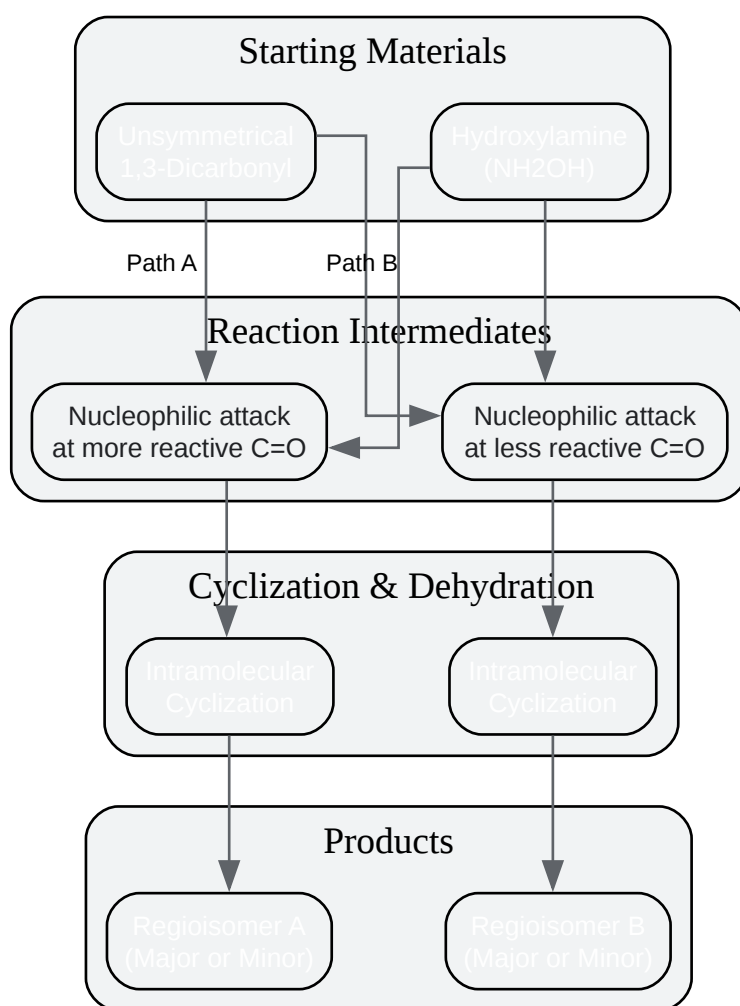 Starting Materials
Unsymmetrical
1,3-Dicarbonyl
Hydroxylamine
(NH2OH)
Path A
Path B
Reaction Intermediates
Nucleophilic attack
at more reactive C=O
Nucleophilic attack
at less reactive C=O
Cyclization & Dehydration
Intramolecular
Cyclization
Intramolecular
Cyclization
Products
Regioisomer A
(Major or Minor)
Regioisomer B
(Major or Minor)